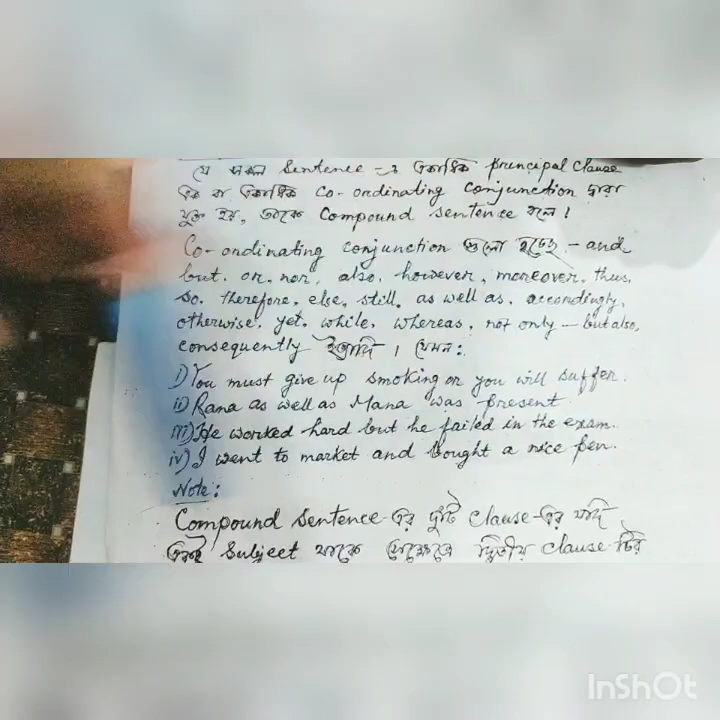 যে সকল Sentence-এ একাধিক principal clause
এক বা একাধিক co-ordinating conjunction দ্বারা
যুক্ত হয়, তাকে Compound sentence বলে।
Co-ordinating conjunction গুলো হচ্ছে - and
but. or. nor, also, however, moreover, thus,
so. therefore. else, still, as well as. accordingly,
otherwise. yet. while. whereas, not only - but also,
consequently ইত্যাদি । যেমন:
i) You must give up smoking or you will suffer.
ii) Rana as well as Mana was present.
iii) He worked hard but he failed in the exam.
iv) I went to market and bought a nice pen.
Note:
Compound sentence-এর দুটি clause-এর যদি
একই Subject থাকে সেক্ষেত্রে দ্বিতীয় clause টির
InShOt